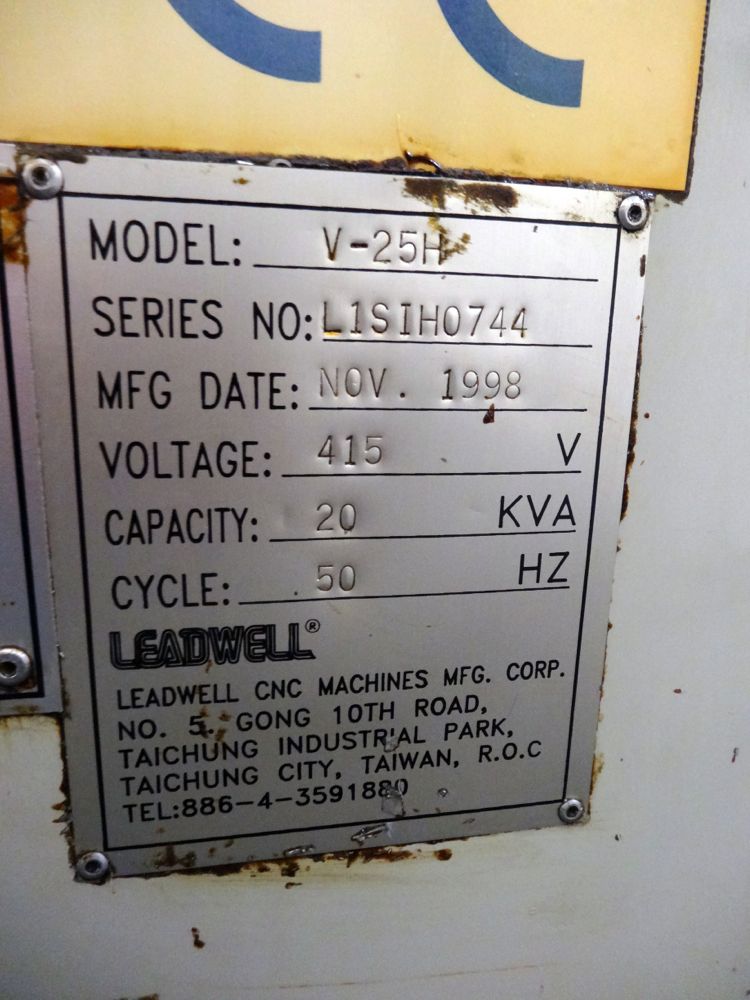 CE
MODEL: V-25H
SERIES NO: L1SIH0744
MFG DATE: NOV. 1998
VOLTAGE: 415 V
CAPACITY: 20 KVA
CYCLE: 50 HZ
LEADWELL®
LEADWELL CNC MACHINES MFG. CORP.
NO. 5, GONG 10TH ROAD,
TAICHUNG INDUSTRIAL PARK,
TAICHUNG CITY, TAIWAN, R.O.C
TEL:886-4-3591880